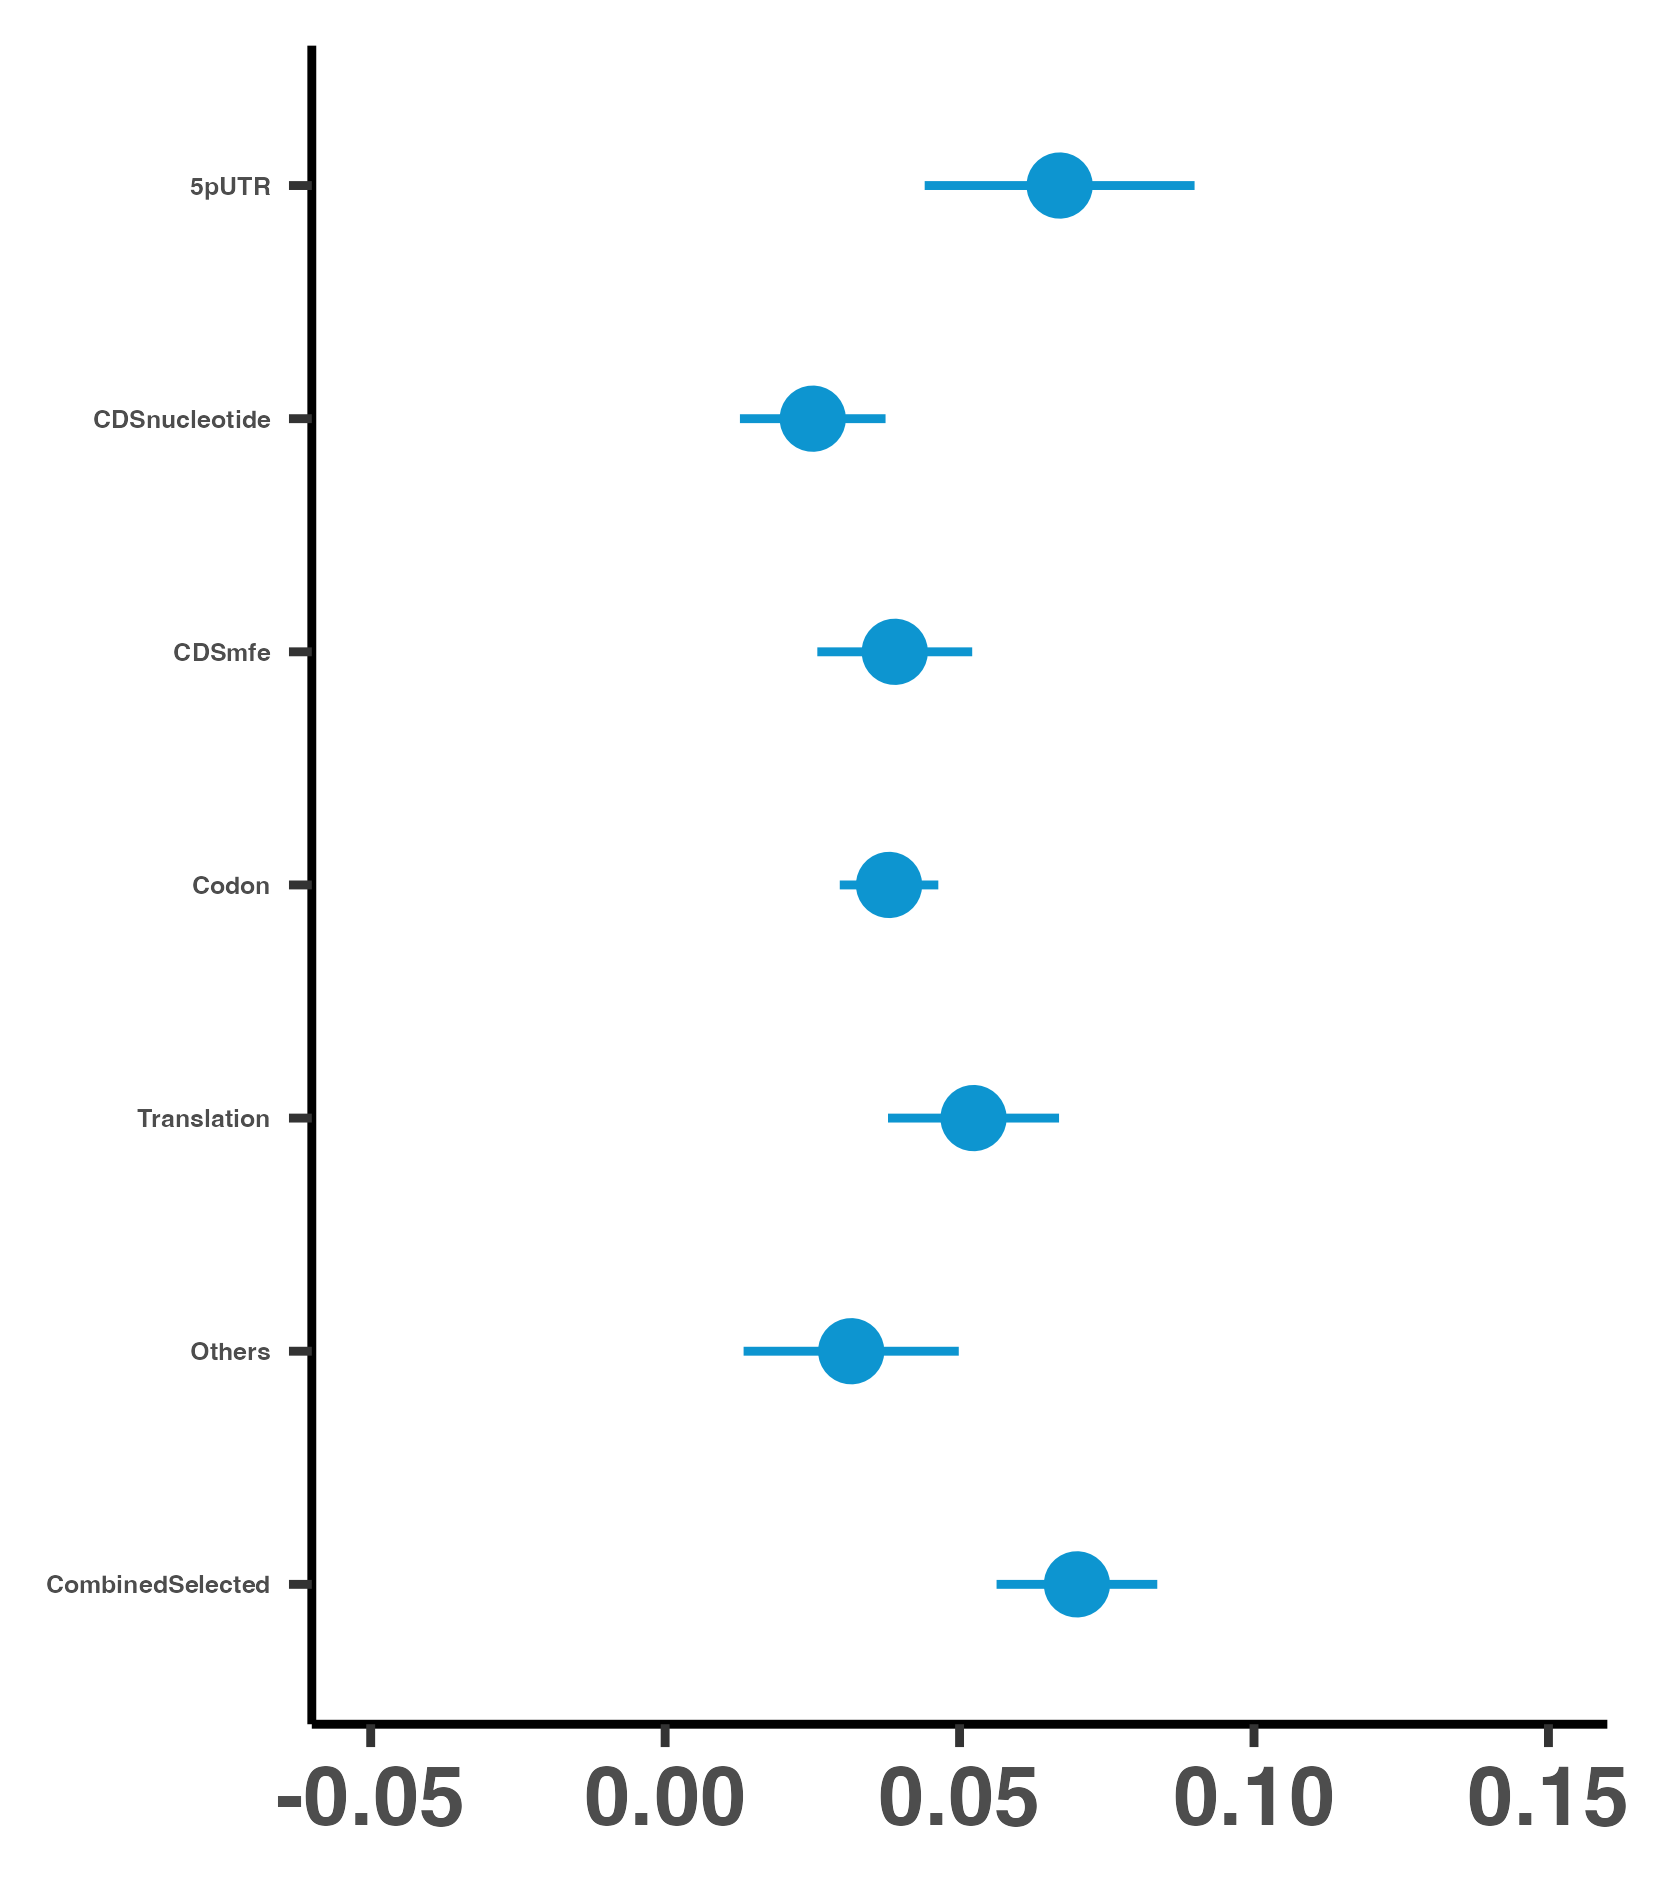 5pUTR
CDSnucleotide
CDSmfe
Codon
Translation
Others
CombinedSelected
-0.05 0.00 0.05 0.10 0.15